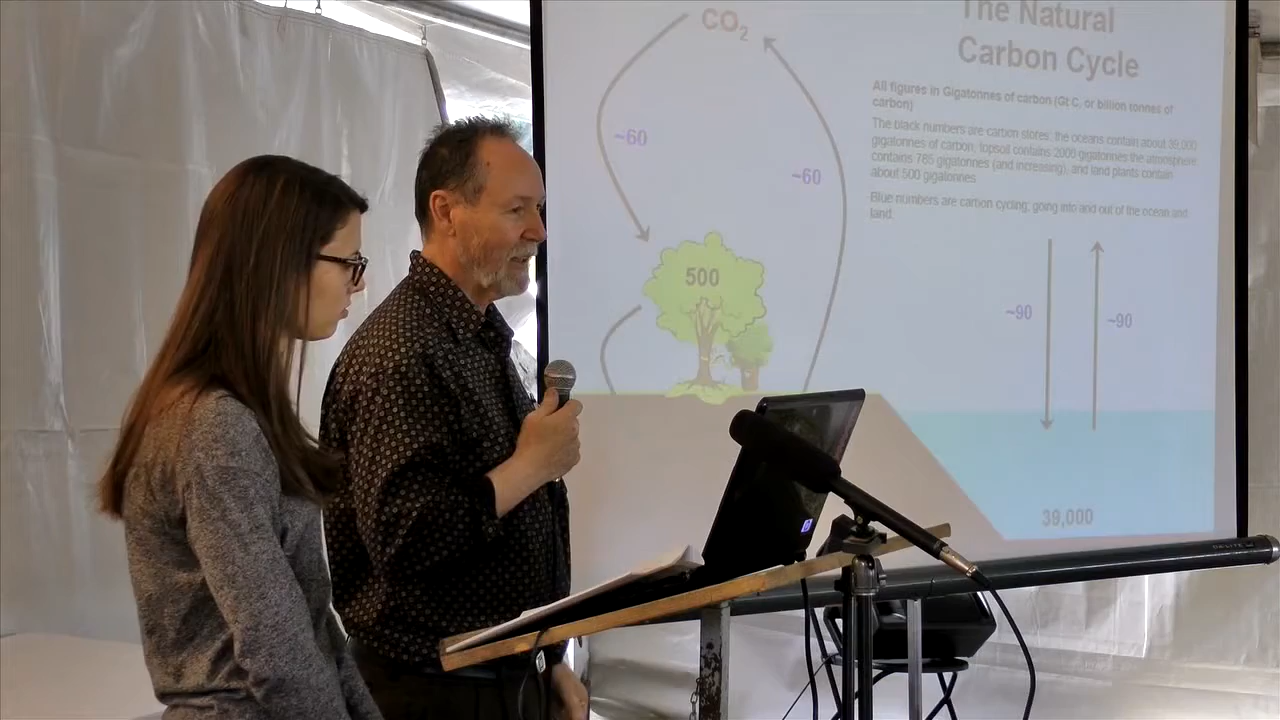 CO2
The Natural
Carbon Cycle
All figures in Gigatonnes of carbon (Gt C, or billion tonnes of
carbon)
The black numbers are carbon stores: the oceans contain about 39,000
gigatonnes of carbon, topsoil contains 2000 gigatonnes the atmosphere
contains 785 gigatonnes (and increasing), and land plants contain
about 500 gigatonnes
Blue numbers are carbon cycling; going into and out of the ocean and
land.
~60
~60
500
~90
~90
39,000
DA-LITE